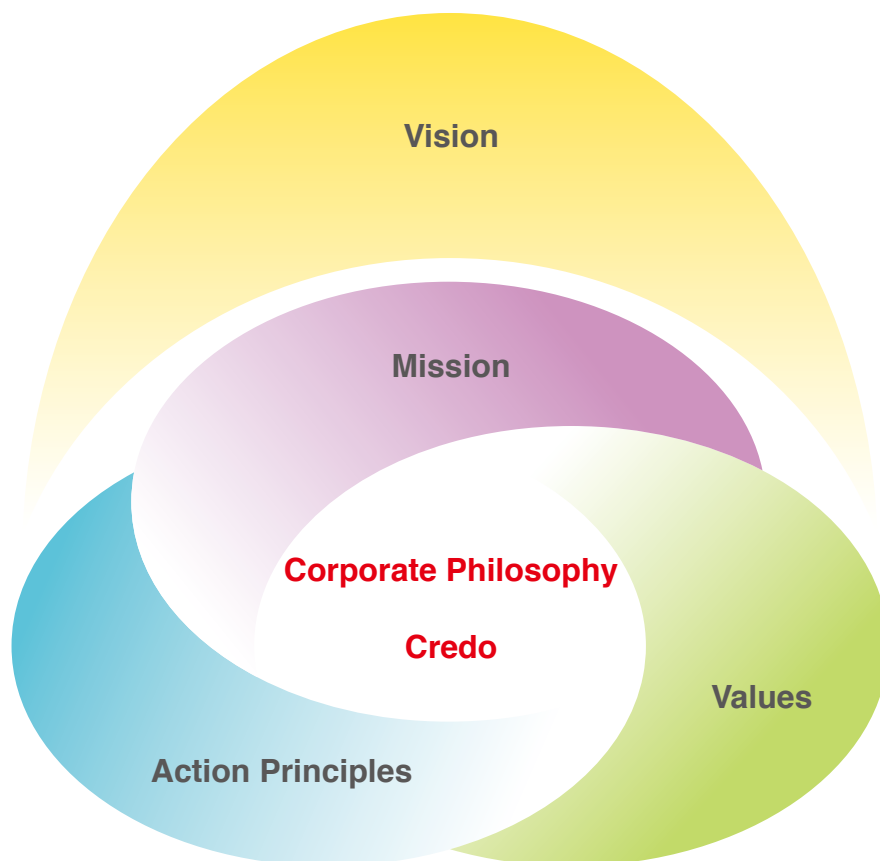 Vision
Mission
Corporate Philosophy
Credo
Values
Action Principles